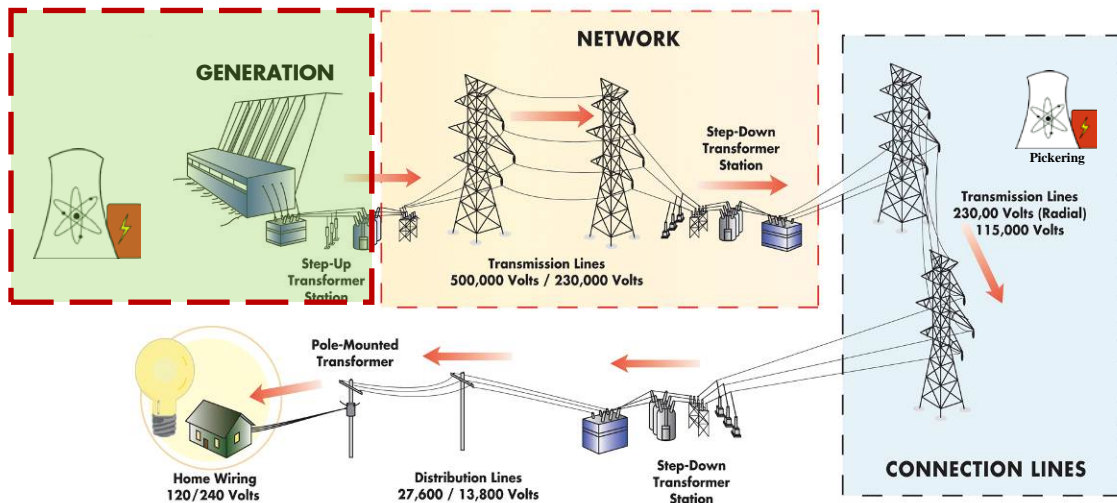 GENERATION
Step-Up
Transformer
Station
NETWORK
Step-Down
Transformer
Station
Transmission Lines
500,000 Volts / 230,000 Volts
Pickering
Transmission Lines
230,00 Volts (Radial)
115,000 Volts
CONNECTION LINES
Pole-Mounted
Transformer
Home Wiring
120/240 Volts
Distribution Lines
27,600 / 13,800 Volts
Step-Down
Transformer
Station